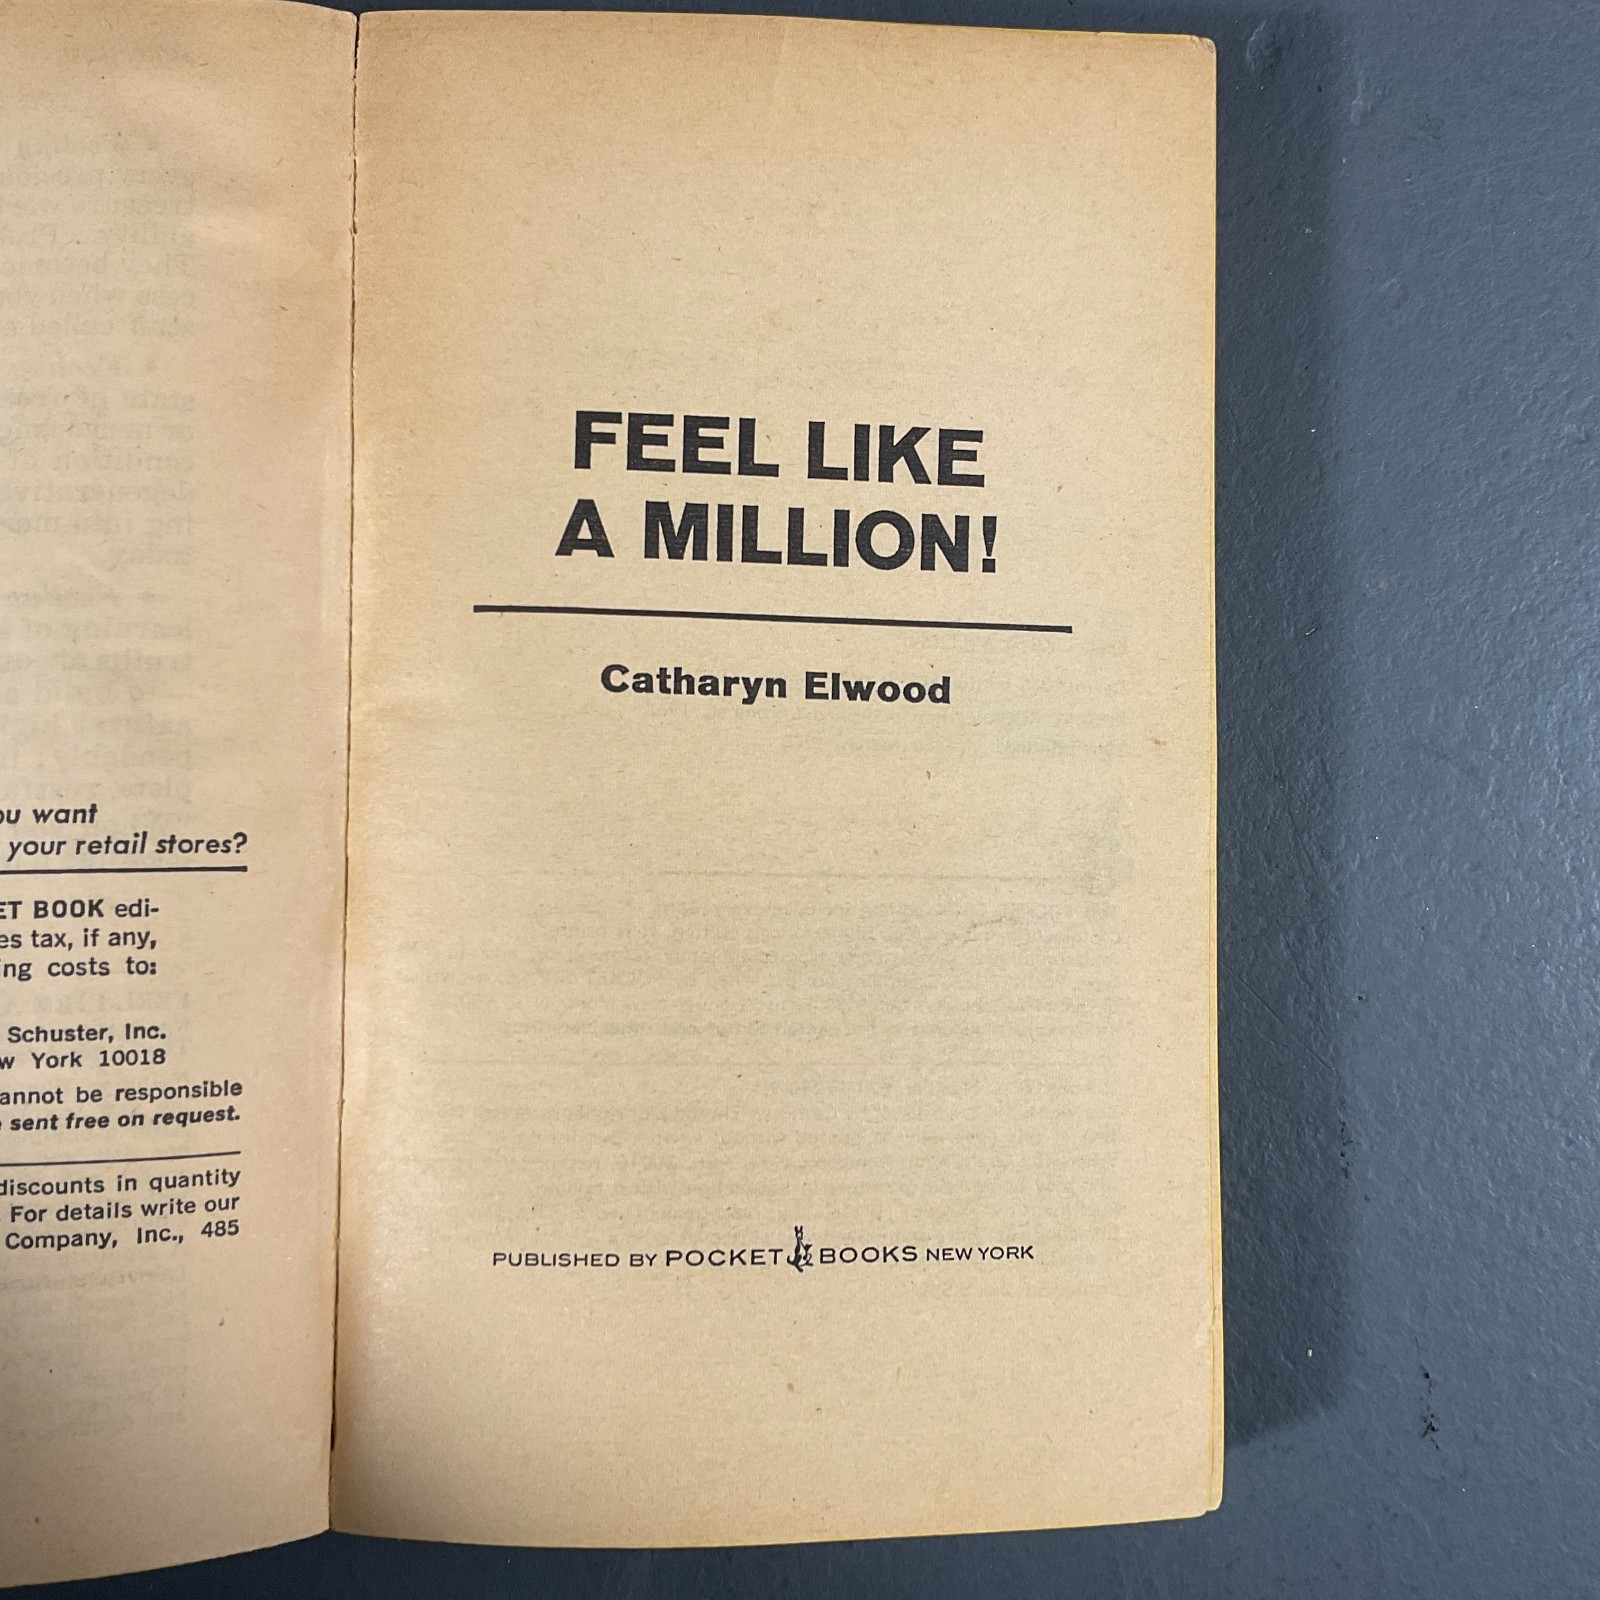 ou want
your retail stores?
ET BOOK edi-
es tax, if any,
ing costs to:
Schuster, Inc.
w York 10018
annot be responsible
sent free on request.
discounts in quantity
For details write our
Company, Inc., 485
FEEL LIKE
A MILLION!
Catharyn Elwood
PUBLISHED BY POCKET BOOKS NEW YORK